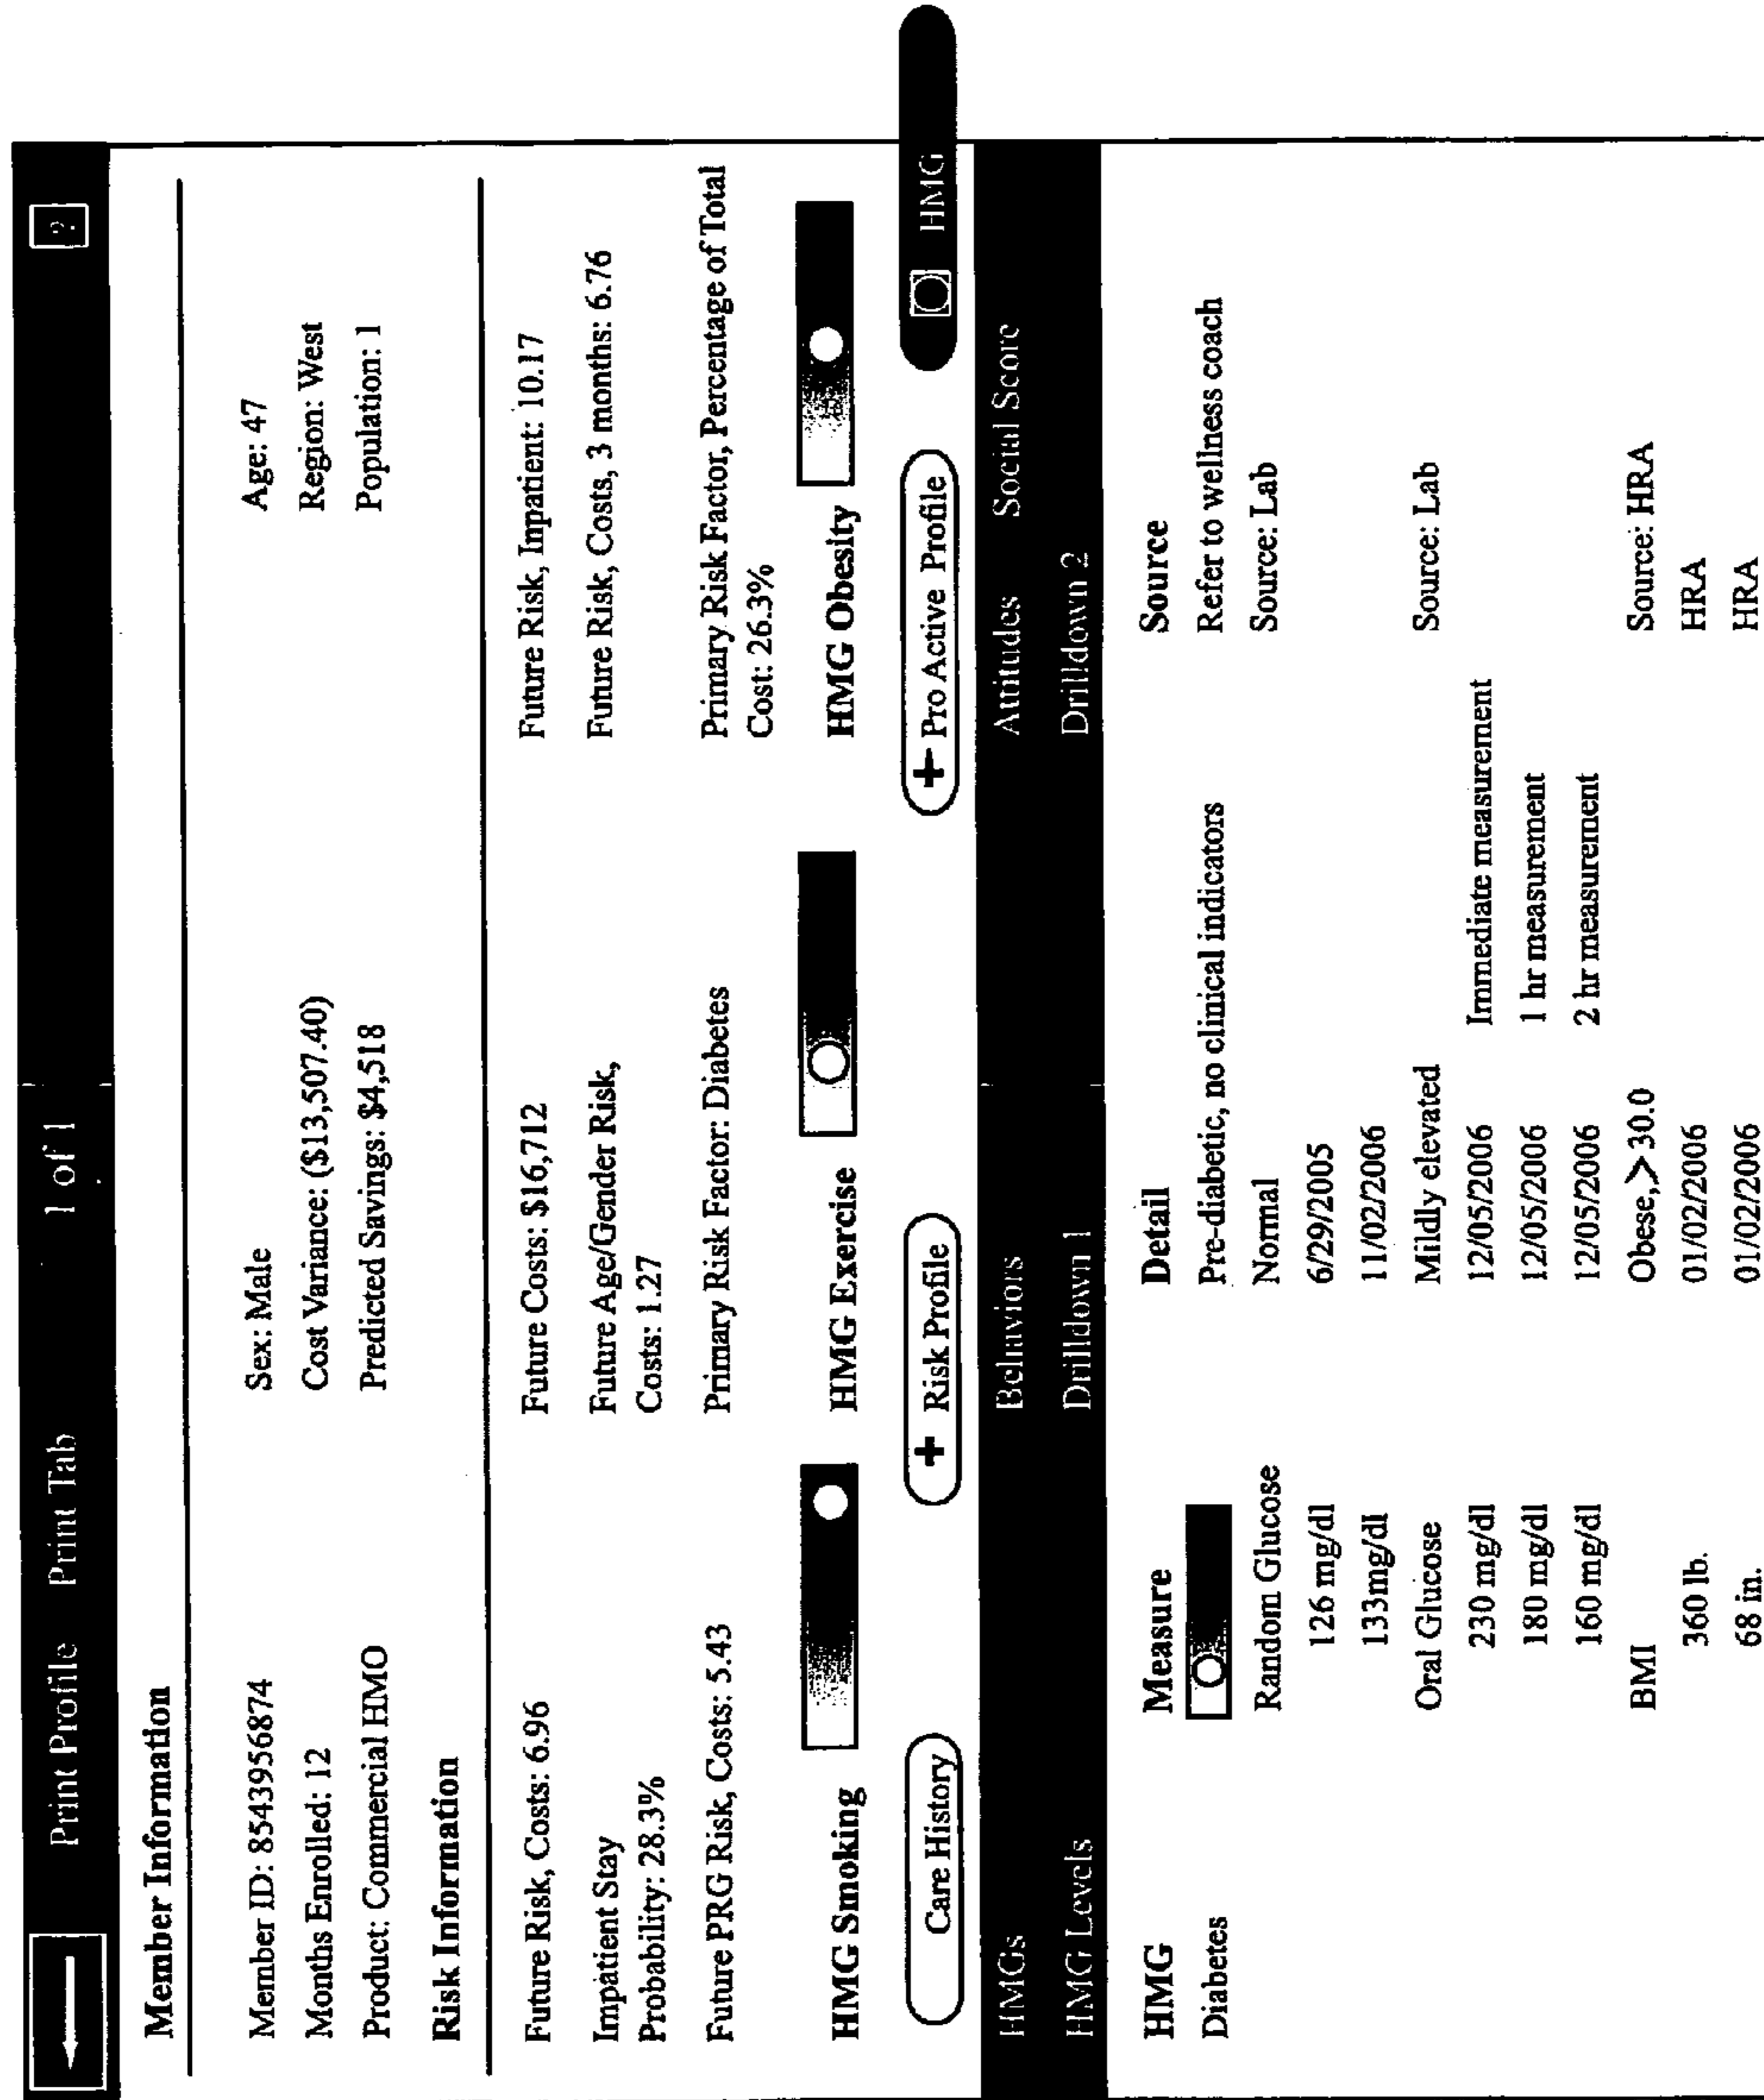 Print Profile Print Tab 1 of 1 ?
Member Information
Member ID: 8543956874 Sex: Male Age: 47
Months Enrolled: 12 Cost Variance: ($13,507.40) Region: West
Product: Commercial HMO Predicted Savings: $4,518 Population: 1
Risk Information
Future Risk, Costs: 6.96 Future Costs: $16,712 Future Risk, Inpatient: 10.17
Impatient Stay Future Age/Gender Risk, Future Risk, Costs, 3 months: 6.76
Probability: 28.3% Costs: 1.27
Future PRG Risk, Costs: 5.43 Primary Risk Factor: Diabetes Primary Risk Factor, Percentage of Total
Cost: 26.3%
HMG Smoking HMG Exercise HMG Obesity
Care History + Risk Profile + Pro Active Profile HMG
HMGs Behaviors Attitudes Social Score
HMG Levels Drilldown 1 Drilldown 2
HMG Measure Detail Source
Diabetes Pre-diabetic, no clinical indicators Refer to wellness coach
Random Glucose Normal Source: Lab
126 mg/dl 6/29/2005
133mg/dl 11/02/2006
Oral Glucose Mildly elevated Source: Lab
230 mg/dl 12/05/2006 Immediate measurement
180 mg/dl 12/05/2006 1 hr measurement
160 mg/dl 12/05/2006 2 hr measurement
BMI Obese,> 30.0 Source: HRA
360 lb. 01/02/2006 HRA
68 in. 01/02/2006 HRA